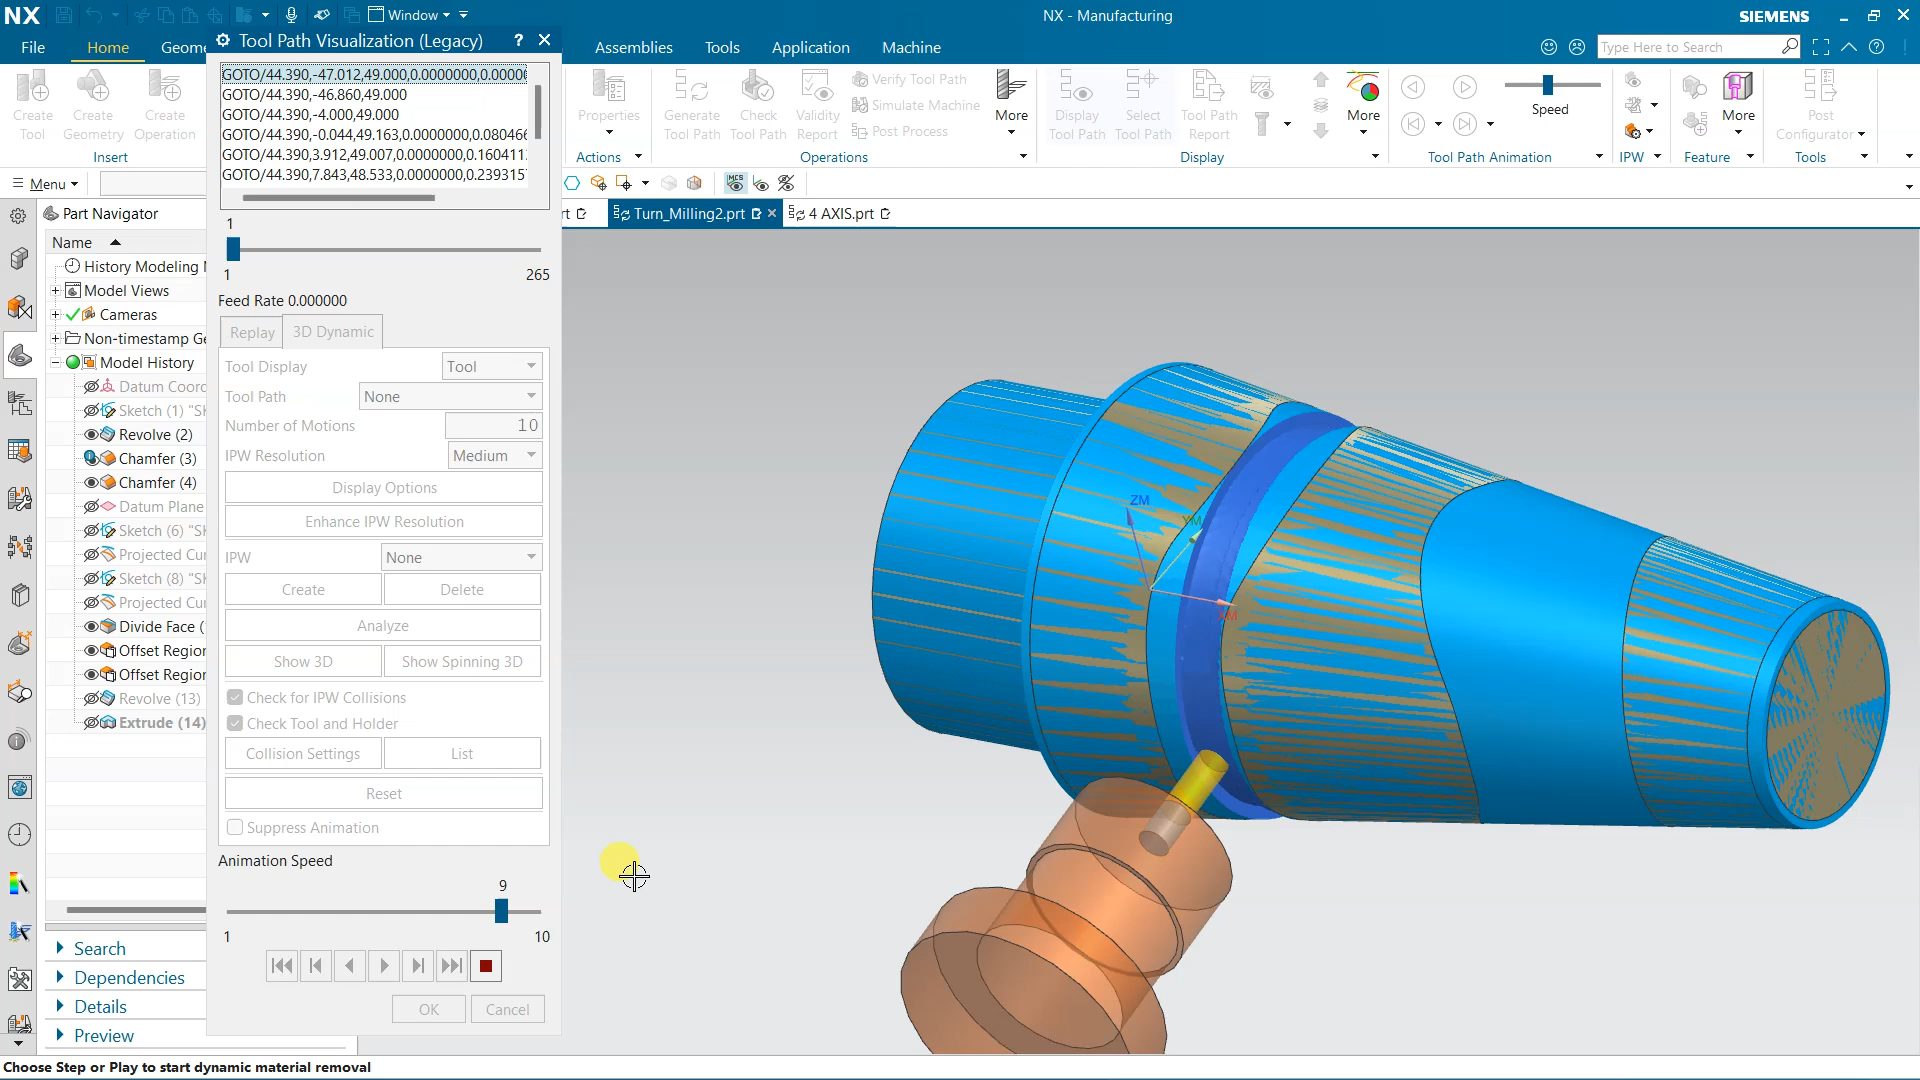 NX
Window
NX - Manufacturing
SIEMENS
File
Home
Geome
Tool Path Visualization (Legacy)
?
Assemblies
Tools
Application
Machine
Type Here to Search
Create Tool
Create Geometry
Create Operation
Insert
Properties
Actions
Generate Tool Path
Check Tool Path
Validity Report
Verify Tool Path
Simulate Machine
Post Process
More
Operations
Display Tool Path
Select Tool Path
Tool Path Report
More
Display
Speed
Tool Path Animation
IPW
More
Feature
Post Configurator
Tools
Menu
rt
Turn_Milling2.prt
4 AXIS.prt
GOTO/44.390,-47.012,49.000,0.0000000,0.0000
GOTO/44.390,-46.860,49.000
GOTO/44.390,-4.000,49.000
GOTO/44.390,-0.044,49.163,0.0000000,0.080466
GOTO/44.390,3.912,49.007,0.0000000,0.160411
GOTO/44.390,7.843,48.533,0.0000000,0.239315
1
1
265
Feed Rate 0.000000
Replay
3D Dynamic
Tool Display
Tool
Tool Path
None
Number of Motions
10
IPW Resolution
Medium
Display Options
Enhance IPW Resolution
IPW
None
Create
Delete
Analyze
Show 3D
Show Spinning 3D
Check for IPW Collisions
Check Tool and Holder
Collision Settings
List
Reset
Suppress Animation
Animation Speed
9
1
10
OK
Cancel
Part Navigator
Name
History Modeling
Model Views
Cameras
Non-timestamp Ge
Model History
Datum Coord
Sketch (1) "SK
Revolve (2)
Chamfer (3)
Chamfer (4)
Datum Plane
Sketch (6) "SK
Projected Cur
Sketch (8) "SK
Projected Cur
Divide Face (
Offset Region
Offset Region
Revolve (13)
Extrude (14)
Search
Dependencies
Details
Preview
ZM
YM
XM
MCS
Choose Step or Play to start dynamic material removal